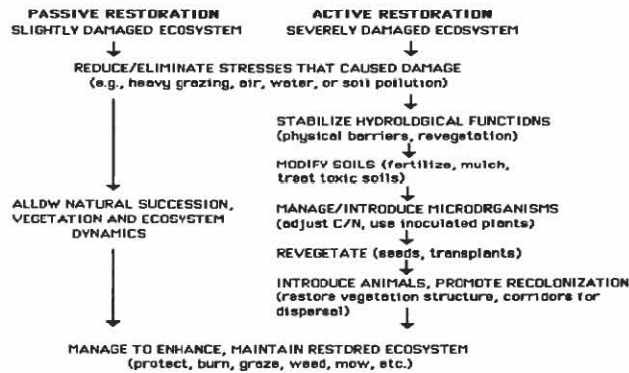 PASSIVE RESTORATION
SLIGHTLY DAMAGED ECOSYSTEM
ACTIVE RESTORATION
SEVERELY DAMAGED ECOSYSTEM
REDUCE/ELIMINATE STRESSES THAT CAUSED DAMAGE
(e.g., heavy grazing, air, water, or soil pollution)
STABILIZE HYDROLOGICAL FUNCTIONS
(physical barriers, revegetation)
MODIFY SOILS (fertilize, mulch,
treat toxic soils)
ALLOW NATURAL SUCCESSION,
VEGETATION AND ECOSYSTEM
DYNAMICS
MANAGE/INTRODUCE MICROORGANISMS
(adjust C/N, use inoculated plants)
REVEGETATE (seeds, transplants)
INTRODUCE ANIMALS, PROMOTE RECOLONIZATION
(restore vegetation structure, corridors for
dispersal)
MANAGE TO ENHANCE, MAINTAIN RESTORED ECOSYSTEM
(protect, burn, graze, weed, mow, etc.)